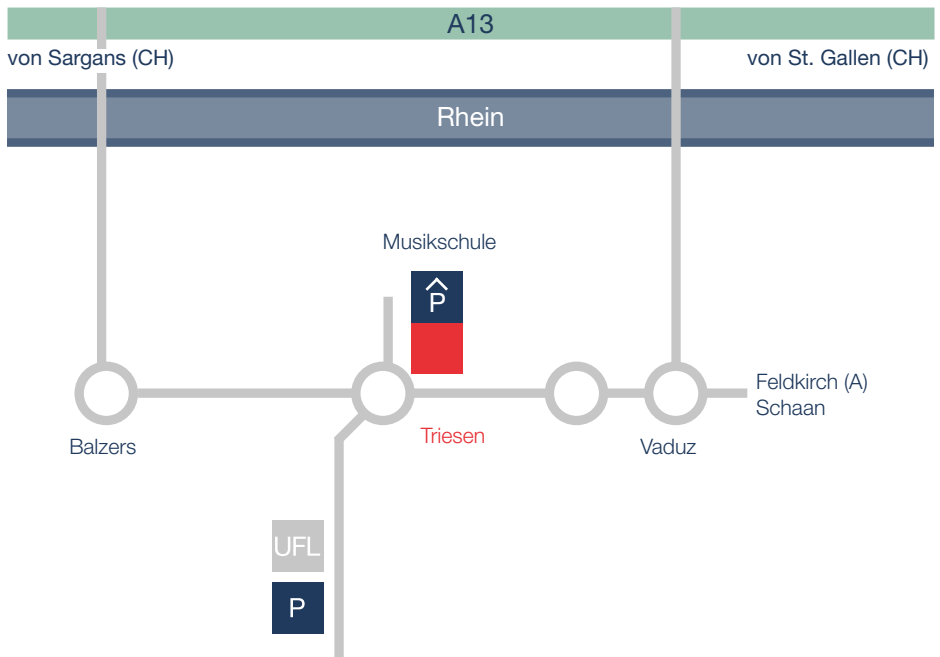 A13
von Sargans (CH)
von St. Gallen (CH)
Rhein
Musikschule
P
Feldkirch (A)
Schaan
Triesen
Balzers
Vaduz
UFL
P